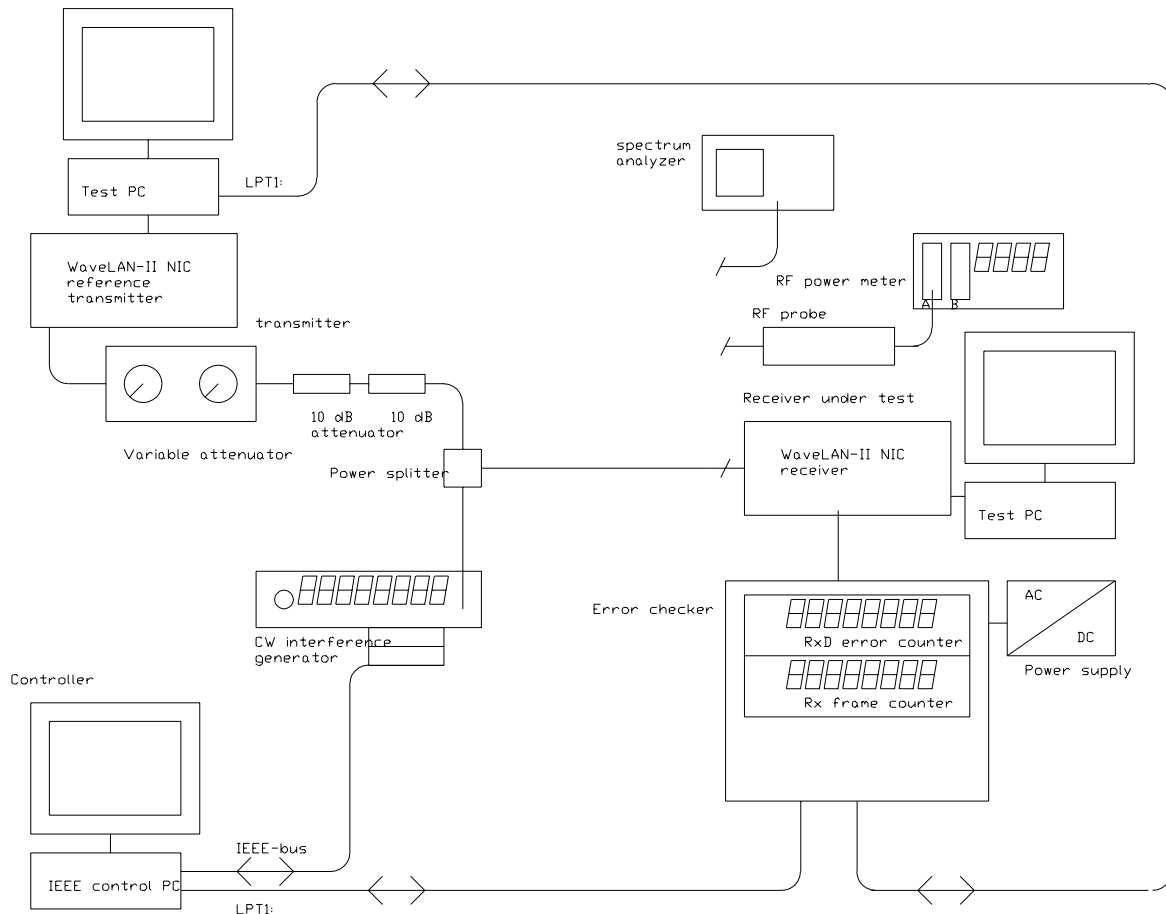 spectrum
analyzer
Test PC
LPT1:
WaveLAN-II NIC
reference
transmitter
RF power meter
A B
RF probe
transmitter
Receiver under test
10 dB 10 dB
attenuator
Variable attenuator
Power splitter
WaveLAN-II NIC
receiver
Test PC
Error checker
RxD error counter
AC
DC
CW interference
generator
Power supply
Rx frame counter
Controller
IEEE-bus
IEEE control PC
LPT1: